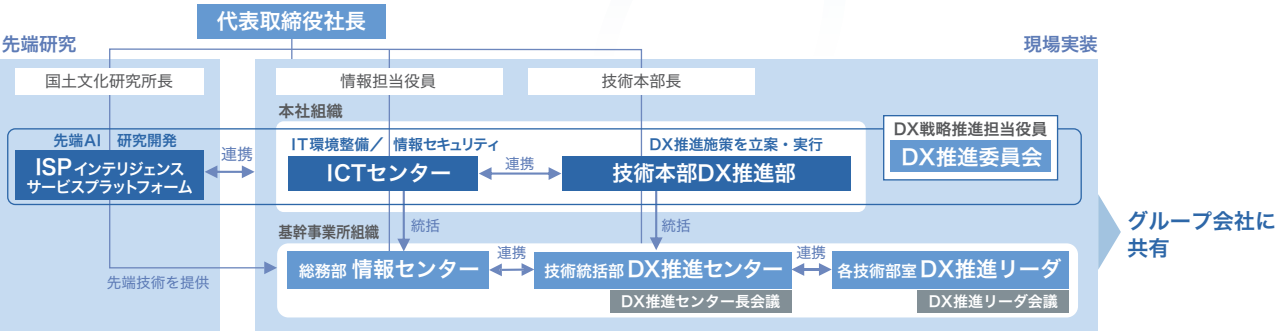 代表取締役社長
先端研究
現場実装
国土文化研究所長
情報担当役員
技術本部長
本社組織
DX戦略推進担当役員
DX推進委員会
先端AI 研究開発
ISPインテリジェンス
サービスプラットフォーム
連携
IT環境整備／ 情報セキュリティ
ICTセンター
連携
DX推進施策を立案・実行
技術本部DX推進部
統括
統括
グループ会社に
共有
基幹事業所組織
総務部 情報センター
連携
技術統括部 DX推進センター
連携
各技術部室 DX推進リーダ
先端技術を提供
DX推進センター長会議
DX推進リーダ会議